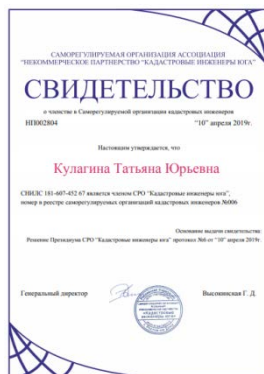 САМОРЕГУЛИРУЕМАЯ ОРГАНИЗАЦИЯ АССОЦИАЦИЯ
"НЕКОММЕРЧЕСКОЕ ПАРТНЕРСТВО "КАДАСТРОВЫЕ ИНЖЕНЕРЫ ЮГА"
СВИДЕТЕЛЬСТВО
о членстве в Саморегулируемой организации кадастровых инженеров
НП002804 "10" апреля 2019г.
Настоящим утверждается, что
Кулагина Татьяна Юрьевна
СНИЛС 181-607-452 67 является членом СРО "Кадастровые инженеры юга",
номер в реестре саморегулируемых организаций кадастровых инженеров №006
Основание выдачи свидетельства:
Решение Президиума СРО "Кадастровые инженеры юга" протокол №6 от "10" апреля 2019г.
Генеральный директор Высокинская Г. Д.